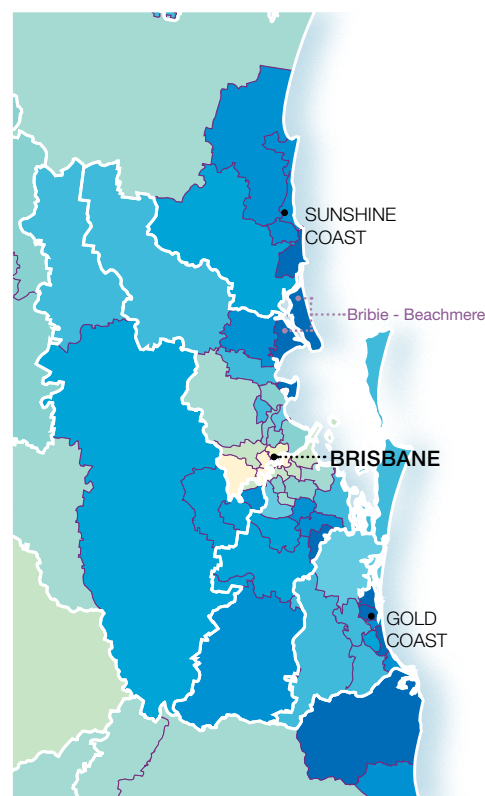 SUNSHINE
COAST
Bribie - Beachmere
BRISBANE
GOLD
COAST